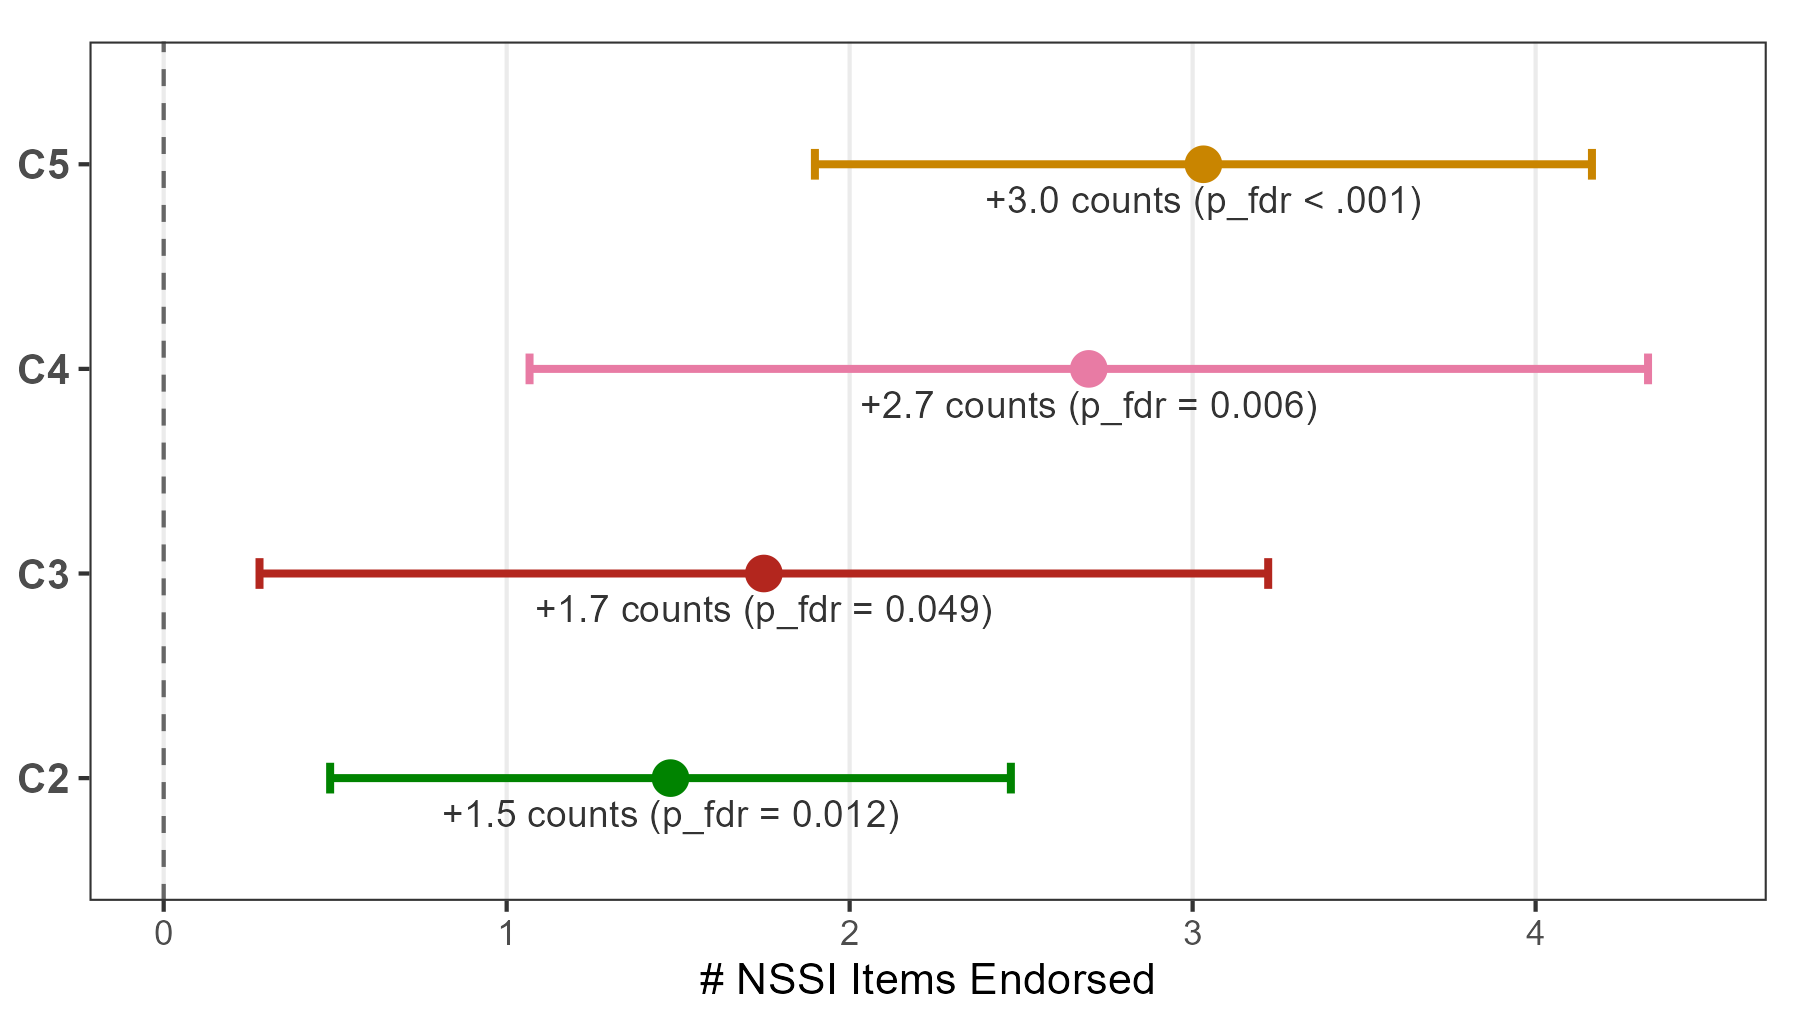 C5
+3.0 counts (p_fdr < .001)
C4
+2.7 counts (p_fdr = 0.006)
C3
+1.7 counts (p_fdr = 0.049)
C2
+1.5 counts (p_fdr = 0.012)
0 1 2 3 4
# NSSI Items Endorsed